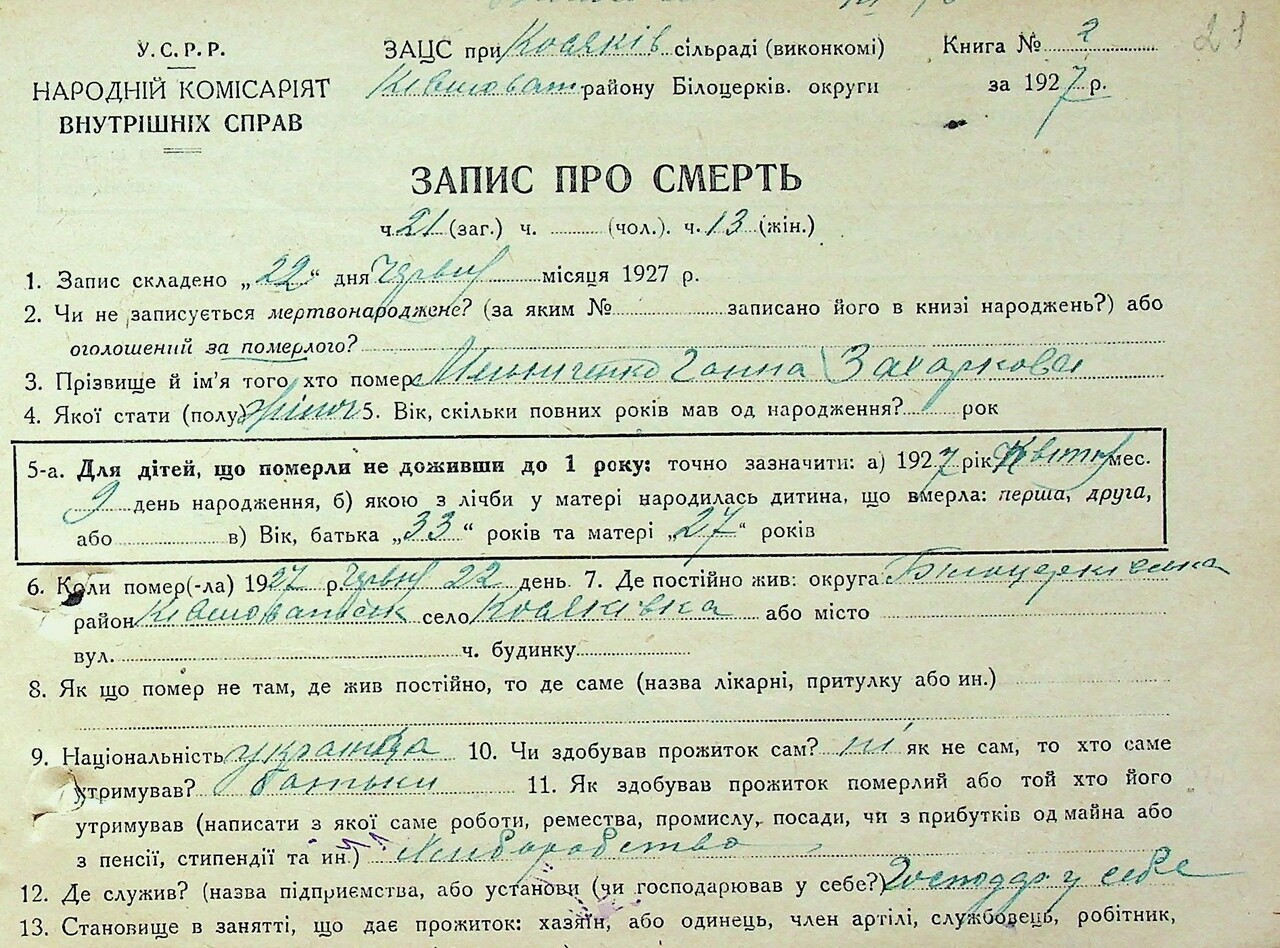 У.С.Р.Р.
НАРОДНІЙ КОМІСАРІЯТ
ВНУТРІШНІХ СПРАВ
ЗАЦС при Косяків сільраді (виконкомі)
Ківшоват району Білоцерків. округи
Книга № 2
за 1927 р.
21
ЗАПИС ПРО СМЕРТЬ
ч. 21 (заг.) ч. (чол.). ч. 13 (жін.)
1. Запис складено „22“ дня Червня місяця 1927 р.
2. Чи не записується мертвонароджене? (за яким № записано його в книзі народжень?) або
оголошений за померлого?
3. Прізвище й ім'я того хто помер Мельниченко Ганна Захаркова
4. Якої стати (полу) жіноч 5. Вік, скільки повних років мав од народження? рок
5-а. Для дітей, що померли не доживши до 1 року: точно зазначити: а) 1927 рік Квітня мес.
9 день народження, б) якою з лічби у матері народилась дитина, що вмерла: перша, друга,
або в) Вік, батька „33“ років та матері „27“ років
6. Коли помер(-ла) 1927 р. Червня 22 день 7. Де постійно жив: округа Білоцерківська
район Ківшоватськ село Косяківка або місто
вул. ч. будинку
8. Як що помер не там, де жив постійно, то де саме (назва лікарні, притулку або ин.)
9. Національність українка 10. Чи здобував прожиток сам? ні як не сам, то хто саме
утримував? батьки 11. Як здобував прожиток померлий або той хто його
утримував (написати з якої саме роботи, ремества, промислу, посади, чи з прибутків од майна або
з пенсії, стипендії та ин.) Хліборобство
12. Де служив? (назва підприємства, або установи (чи господарював у себе?) Господар у себе
13. Становище в занятті, що дає прожиток: хазяїн, або одинець, член артілі, службовець, робітник,